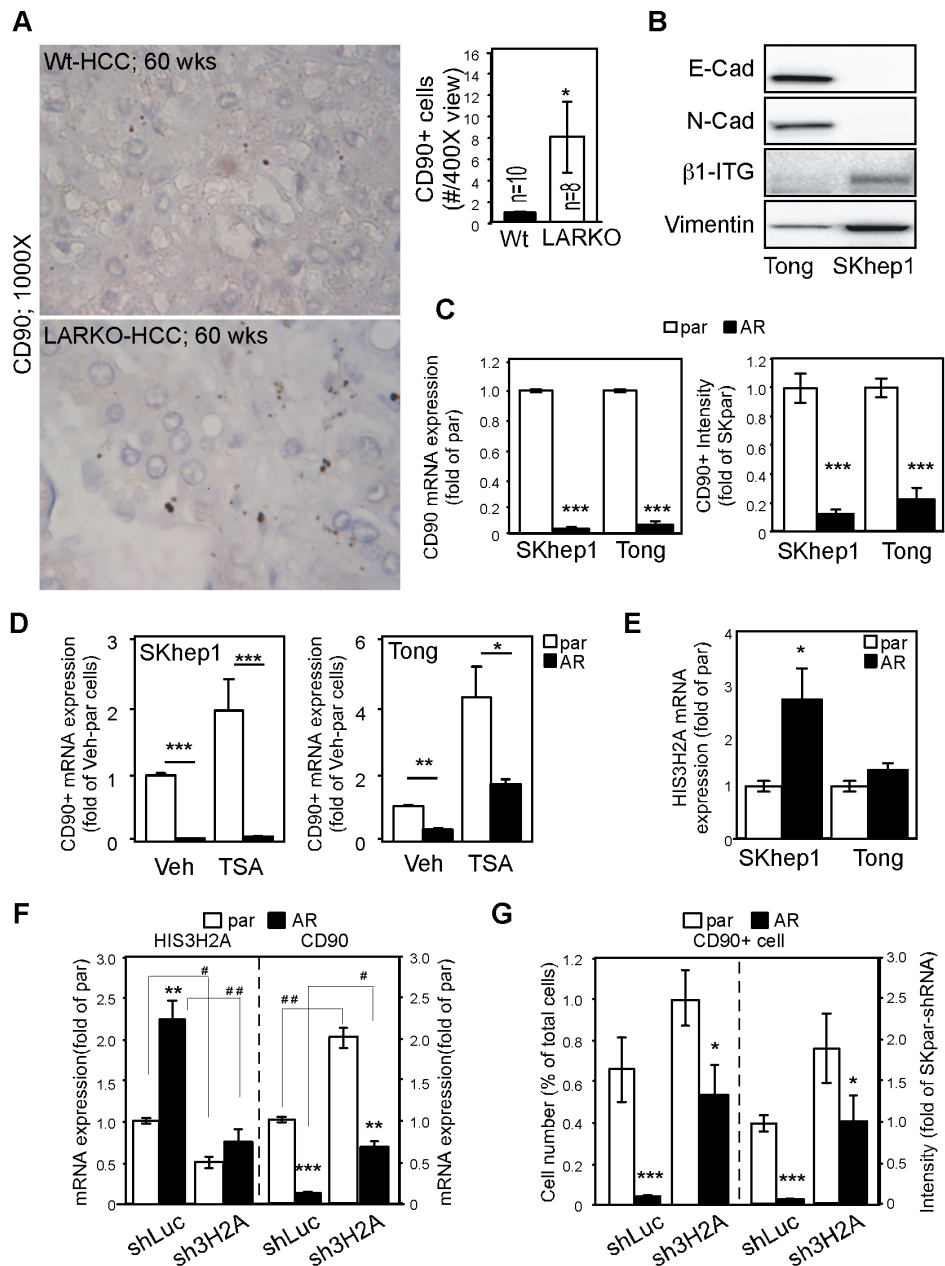 A
Wt-HCC; 60 wks
LARKO-HCC; 60 wks
CD90; 1000X
CD90+ cells
(#/400X view)
16
14
12
10
8
6
4
2
0
*
n=10
n=8
Wt LARKO
B
E-Cad
N-Cad
β1-ITG
Vimentin
Tong SKhep1
C
par AR
CD90 mRNA expression
(fold of par)
1.2
1.0
0.8
0.6
0.4
0.2
0
*** ***
SKhep1 Tong
CD90+ Intensity
(fold of SKpar)
1.2
1.0
0.8
0.6
0.4
0.2
0
*** ***
SKhep1 Tong
D
CD90+ mRNA expression
(fold of Veh-par cells)
3
2
1
0
SKhep1
*** ***
Veh TSA
CD90+ mRNA expression
(fold of Veh-par cells)
6
4
2
0
Tong
** *
Veh TSA
par
AR
E
HIS3H2A mRNA
expression (fold of par)
4
3
2
1
0
par
AR
*
SKhep1 Tong
F
par AR
HIS3H2A CD90
mRNA expression(fold of par)
3.0
2.5
2.0
1.5
1.0
0.5
0
# ## ** ## # *** **
3.0
2.5
2.0
1.5
1.0
0.5
0
mRNA expression(fold of par)
shLuc sh3H2A shLuc sh3H2A
G
par AR
CD90+ cell
Cell number (% of total cells)
1.2
1.0
0.8
0.6
0.4
0.2
0
*** * *** *
3.0
2.5
2.0
1.5
1.0
0.5
0
Intensity (fold of SKpar-shRNA)
shLuc sh3H2A shLuc sh3H2A